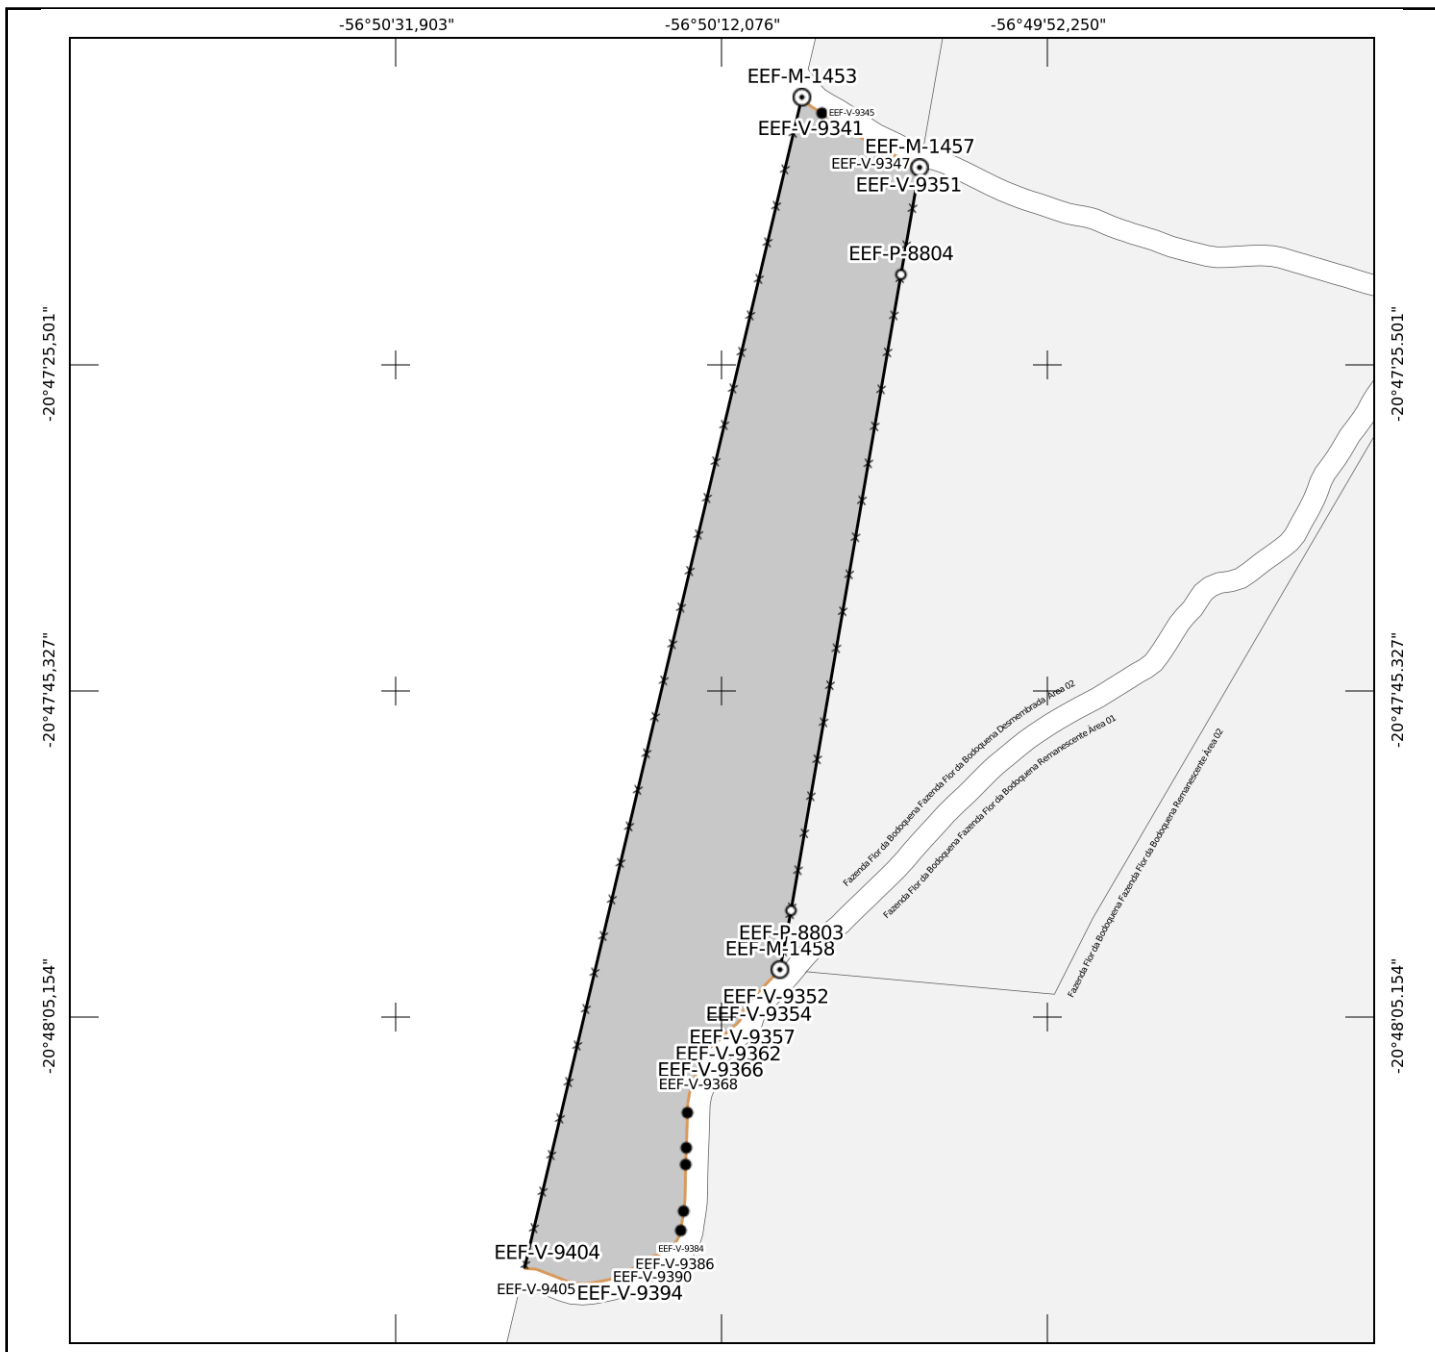 -56°50'31,903"
-56°50'12,076"
-56°49'52,250"
EEF-M-1453
EEF-V-9345
EEF-V-9341
EEF-M-1457
EEF-V-9347
EEF-V-9351
EEF-P-8804
-20°47'25,501"
-20°47'25.501"
-20°47'45,327"
-20°47'45.327"
Fazenda Flor da Bodoquena Fazenda Flor da Bodoquena Desmembrada Área 02
Fazenda Flor da Bodoquena Fazenda Flor da Bodoquena Remanescente Área 01
Fazenda Flor da Bodoquena Fazenda Flor da Bodoquena Remanescente Área 02
EEF-P-8803
EEF-M-1458
EEF-V-9352
EEF-V-9354
-20°48'05,154"
-20°48'05.154"
EEF-V-9357
EEF-V-9362
EEF-V-9366
EEF-V-9368
EEF-V-9384
EEF-V-9404
EEF-V-9386
EEF-V-9390
EEF-V-9405
EEF-V-9394